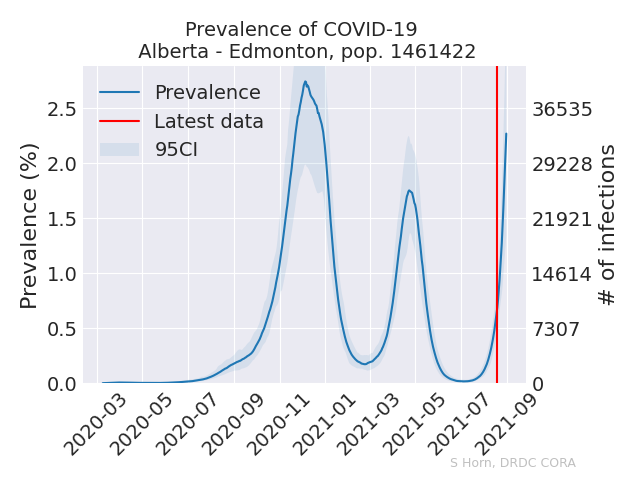 Prevalence of COVID-19
Alberta - Edmonton, pop. 1461422
Prevalence
Latest data
95CI
Prevalence (%)
2.5
2.0
1.5
1.0
0.5
0.0
36535
29228
21921
14614
7307
0
# of infections
2020-03
2020-05
2020-07
2020-09
2020-11
2021-01
2021-03
2021-05
2021-07
2021-09
S Horn, DRDC CORA